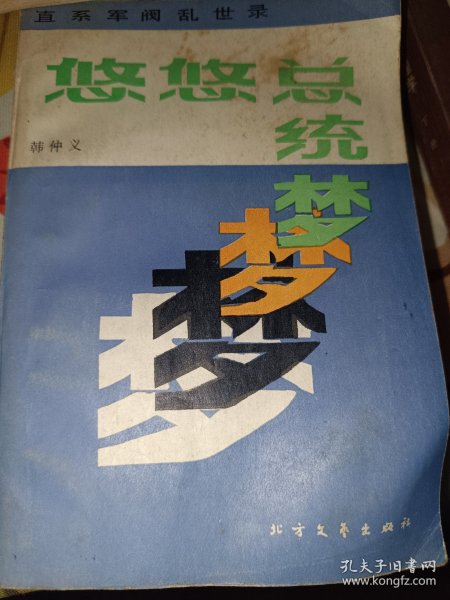 直系军阀乱世录
悠悠总
统
韩仲义
梦
梦
梦
梦
北方文艺出版社
孔夫子旧书网
www.kongfz.com